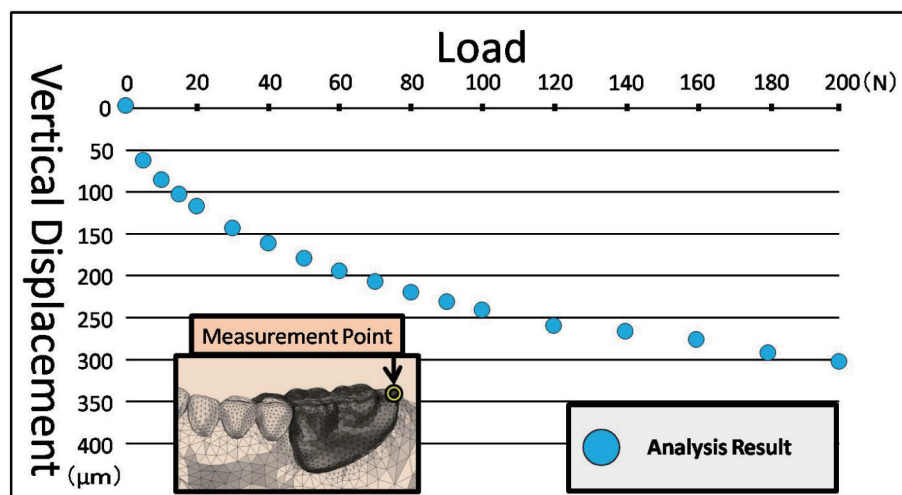 Load
0 20 40 60 80 100 120 140 160 180 200 (N)
Vertical Displacement
0
50
100
150
200
250
300
350
400
(μm)
Measurement Point
Analysis Result